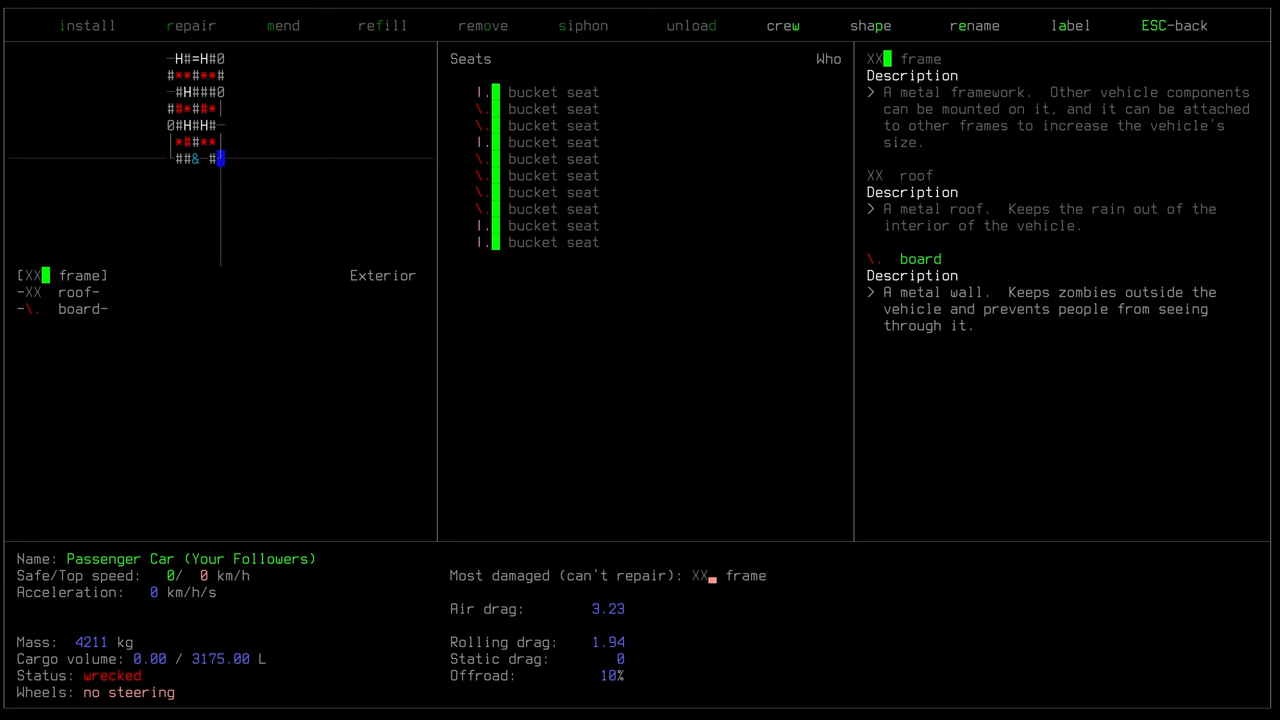 install repair mend refill remove siphon unload crew shape rename label ESC-back
-H#=H#0
#**#**#
-#H###0
##*##*|
0#H#H#-
|*##**|
##& #
[XX frame] Exterior
-XX roof-
-\. board-
Seats Who
|. bucket seat
\. bucket seat
\. bucket seat
|. bucket seat
\. bucket seat
\. bucket seat
\. bucket seat
\. bucket seat
|. bucket seat
|. bucket seat
XX frame
Description
> A metal framework. Other vehicle components
can be mounted on it, and it can be attached
to other frames to increase the vehicle's
size.
XX roof
Description
> A metal roof. Keeps the rain out of the
interior of the vehicle.
\. board
Description
> A metal wall. Keeps zombies outside the
vehicle and prevents people from seeing
through it.
Name: Passenger Car (Your Followers)
Safe/Top speed: 0/ 0 km/h
Acceleration: 0 km/h/s
Mass: 4211 kg
Cargo volume: 0.00 / 3175.00 L
Status: wrecked
Wheels: no steering
Most damaged (can't repair): XX frame
Air drag: 3.23
Rolling drag: 1.94
Static drag: 0
Offroad: 10%